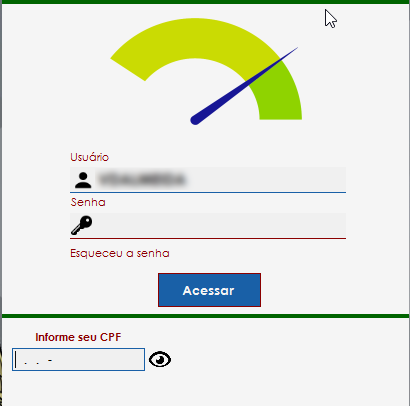 Usuário
Senha
Esqueceu a senha
Acessar
Informe seu CPF
. . -